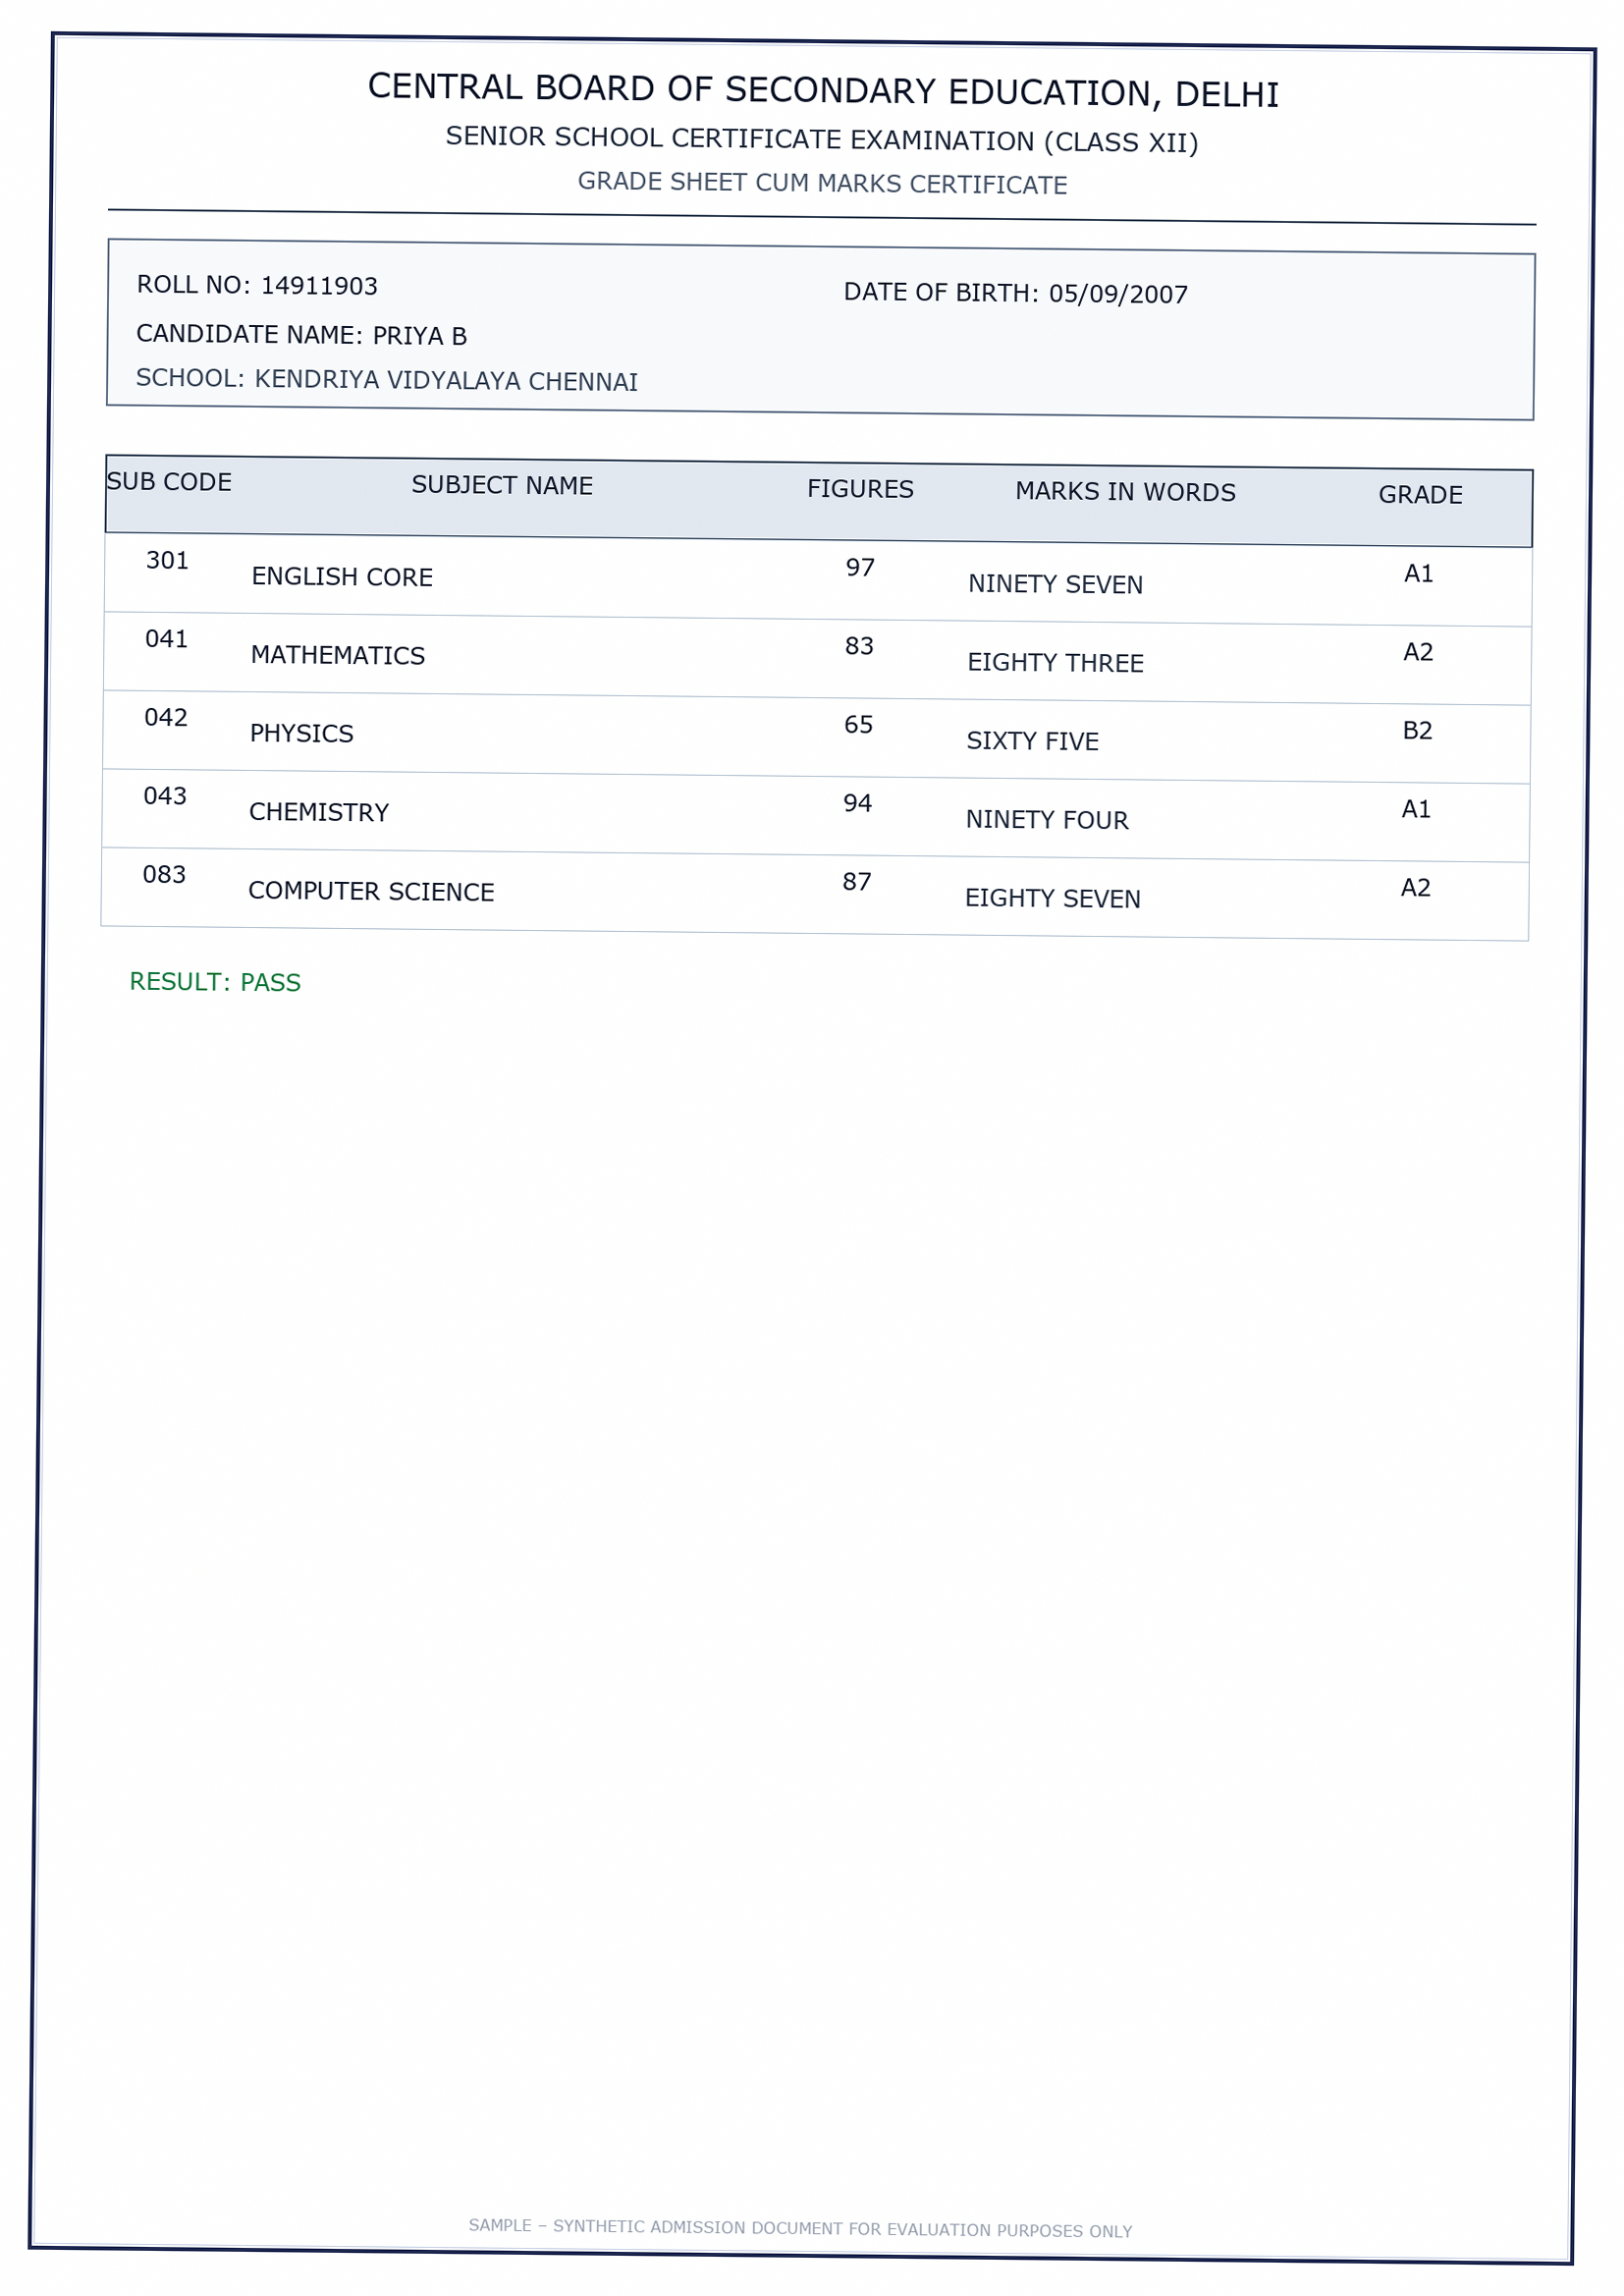 CENTRAL BOARD OF SECONDARY EDUCATION, DELHI
SENIOR SCHOOL CERTIFICATE EXAMINATION (CLASS XII)
GRADE SHEET CUM MARKS CERTIFICATE
ROLL NO: 14911903 DATE OF BIRTH: 05/09/2007
CANDIDATE NAME: PRIYA B
SCHOOL: KENDRIYA VIDYALAYA CHENNAI
SUB CODE SUBJECT NAME FIGURES MARKS IN WORDS GRADE
301 ENGLISH CORE 97 NINETY SEVEN A1
041 MATHEMATICS 83 EIGHTY THREE A2
042 PHYSICS 65 SIXTY FIVE B2
043 CHEMISTRY 94 NINETY FOUR A1
083 COMPUTER SCIENCE 87 EIGHTY SEVEN A2
RESULT: PASS
SAMPLE – SYNTHETIC ADMISSION DOCUMENT FOR EVALUATION PURPOSES ONLY